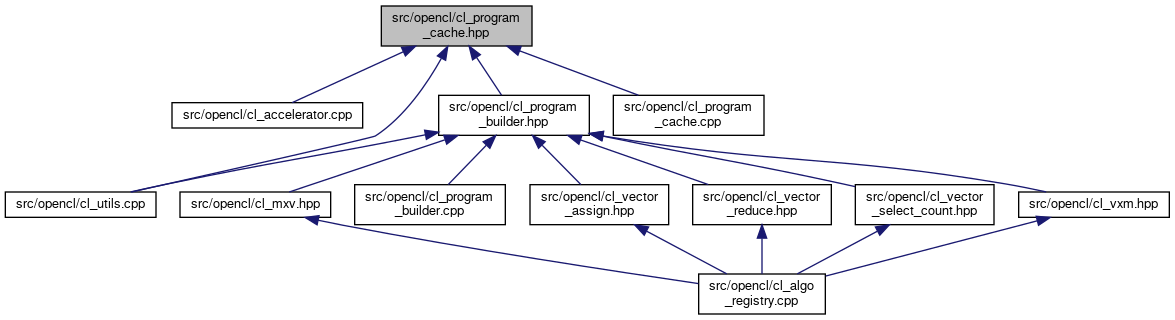 src/opencl/cl_program
_cache.hpp
src/opencl/cl_accelerator.cpp
src/opencl/cl_program
_builder.hpp
src/opencl/cl_program
_cache.cpp
src/opencl/cl_utils.cpp
src/opencl/cl_mxv.hpp
src/opencl/cl_program
_builder.cpp
src/opencl/cl_vector
_assign.hpp
src/opencl/cl_vector
_reduce.hpp
src/opencl/cl_vector
_select_count.hpp
src/opencl/cl_vxm.hpp
src/opencl/cl_algo
_registry.cpp